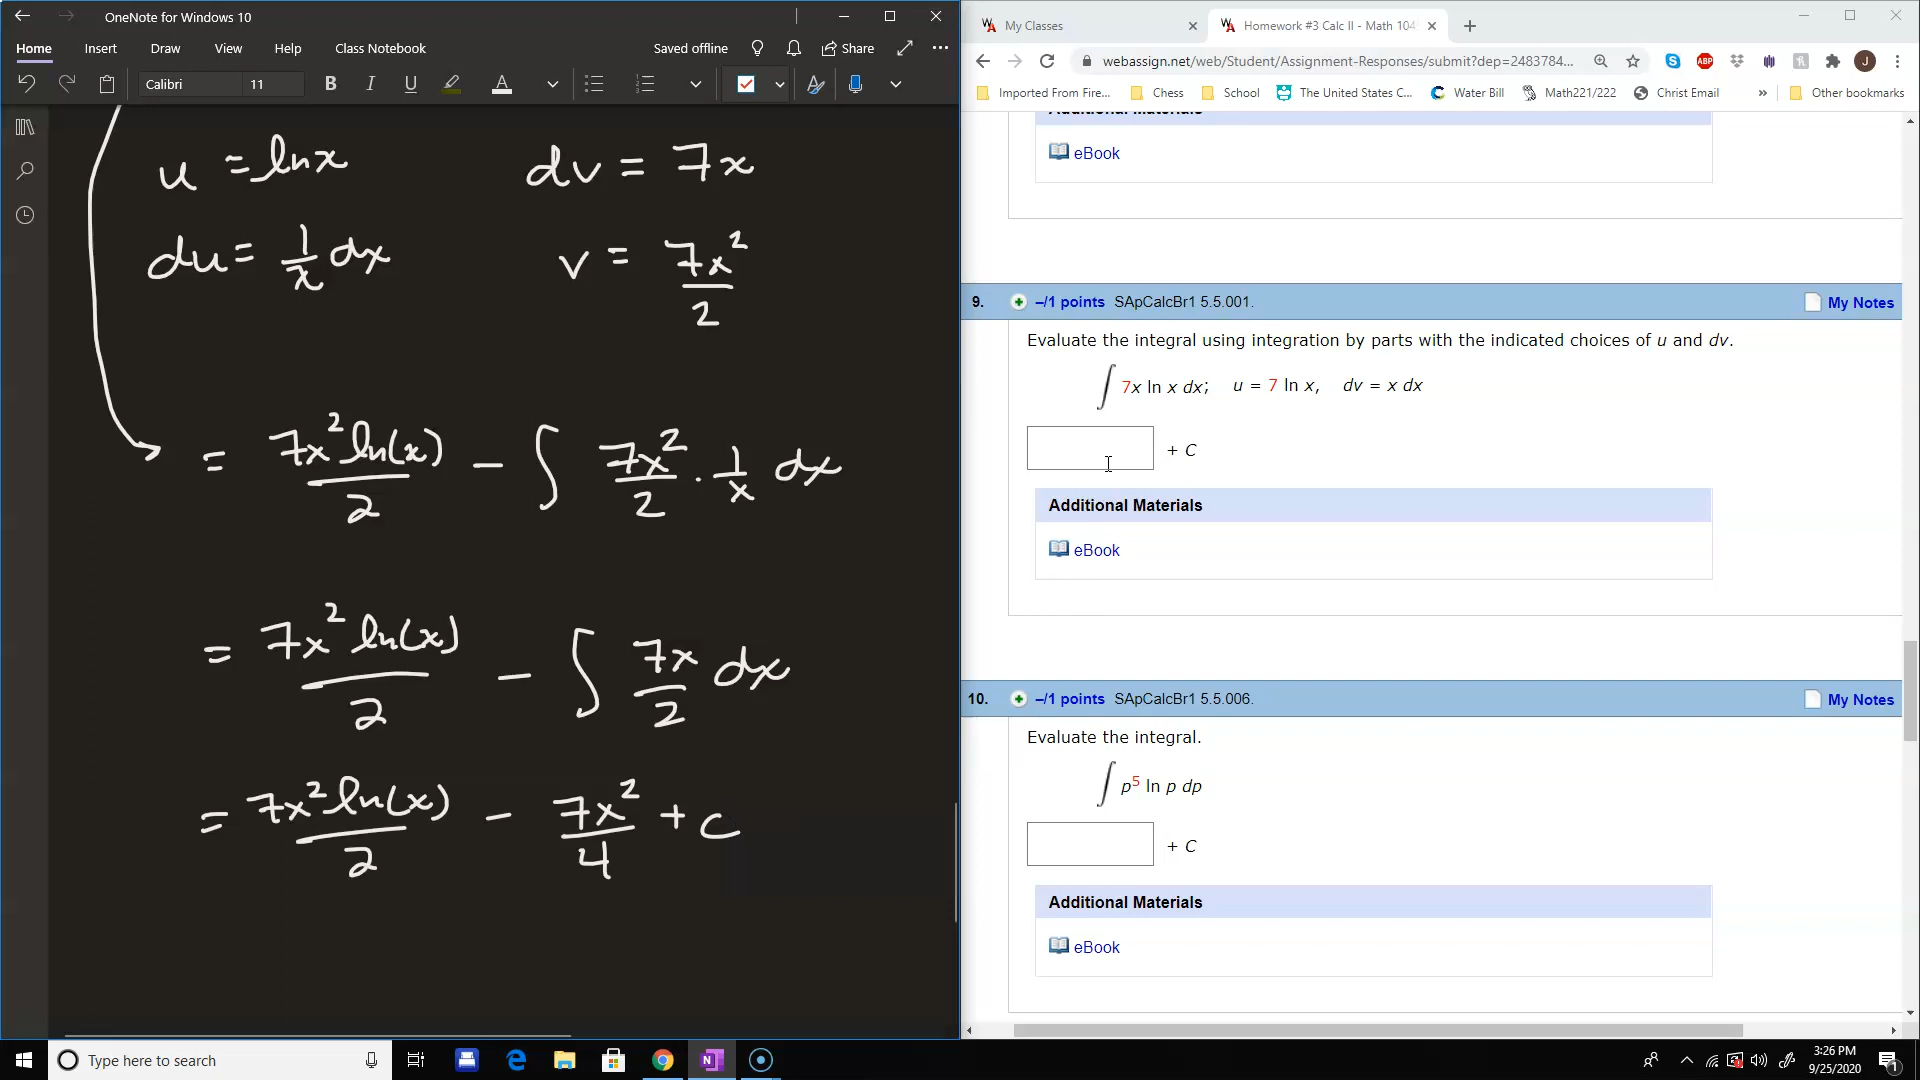 OneNote for Windows 10
Home Insert Draw View Help Class Notebook Saved offline Share
Calibri 11 B I U A
u = lnx dv = 7x
du = 1/x dx v = 7x²/2
= 7x² ln(x)/2 - ∫ 7x²/2 · 1/x dx
= 7x² ln(x)/2 - ∫ 7x/2 dx
= 7x² ln(x)/2 - 7x²/4 + C
My Classes Homework #3 Calc II - Math 104
webassign.net/web/Student/Assignment-Responses/submit?dep=2483784... ABP J
Imported From Fire... Chess School The United States C... Water Bill Math221/222 Christ Email » Other bookmarks
Additional Materials
eBook
9. –/1 points SApCalcBr1 5.5.001. My Notes
Evaluate the integral using integration by parts with the indicated choices of u and dv.
∫ 7x ln x dx; u = 7 ln x, dv = x dx
+ C
Additional Materials
eBook
10. –/1 points SApCalcBr1 5.5.006. My Notes
Evaluate the integral.
∫ p⁵ ln p dp
+ C
Additional Materials
eBook
Type here to search
3:26 PM
9/25/2020
1